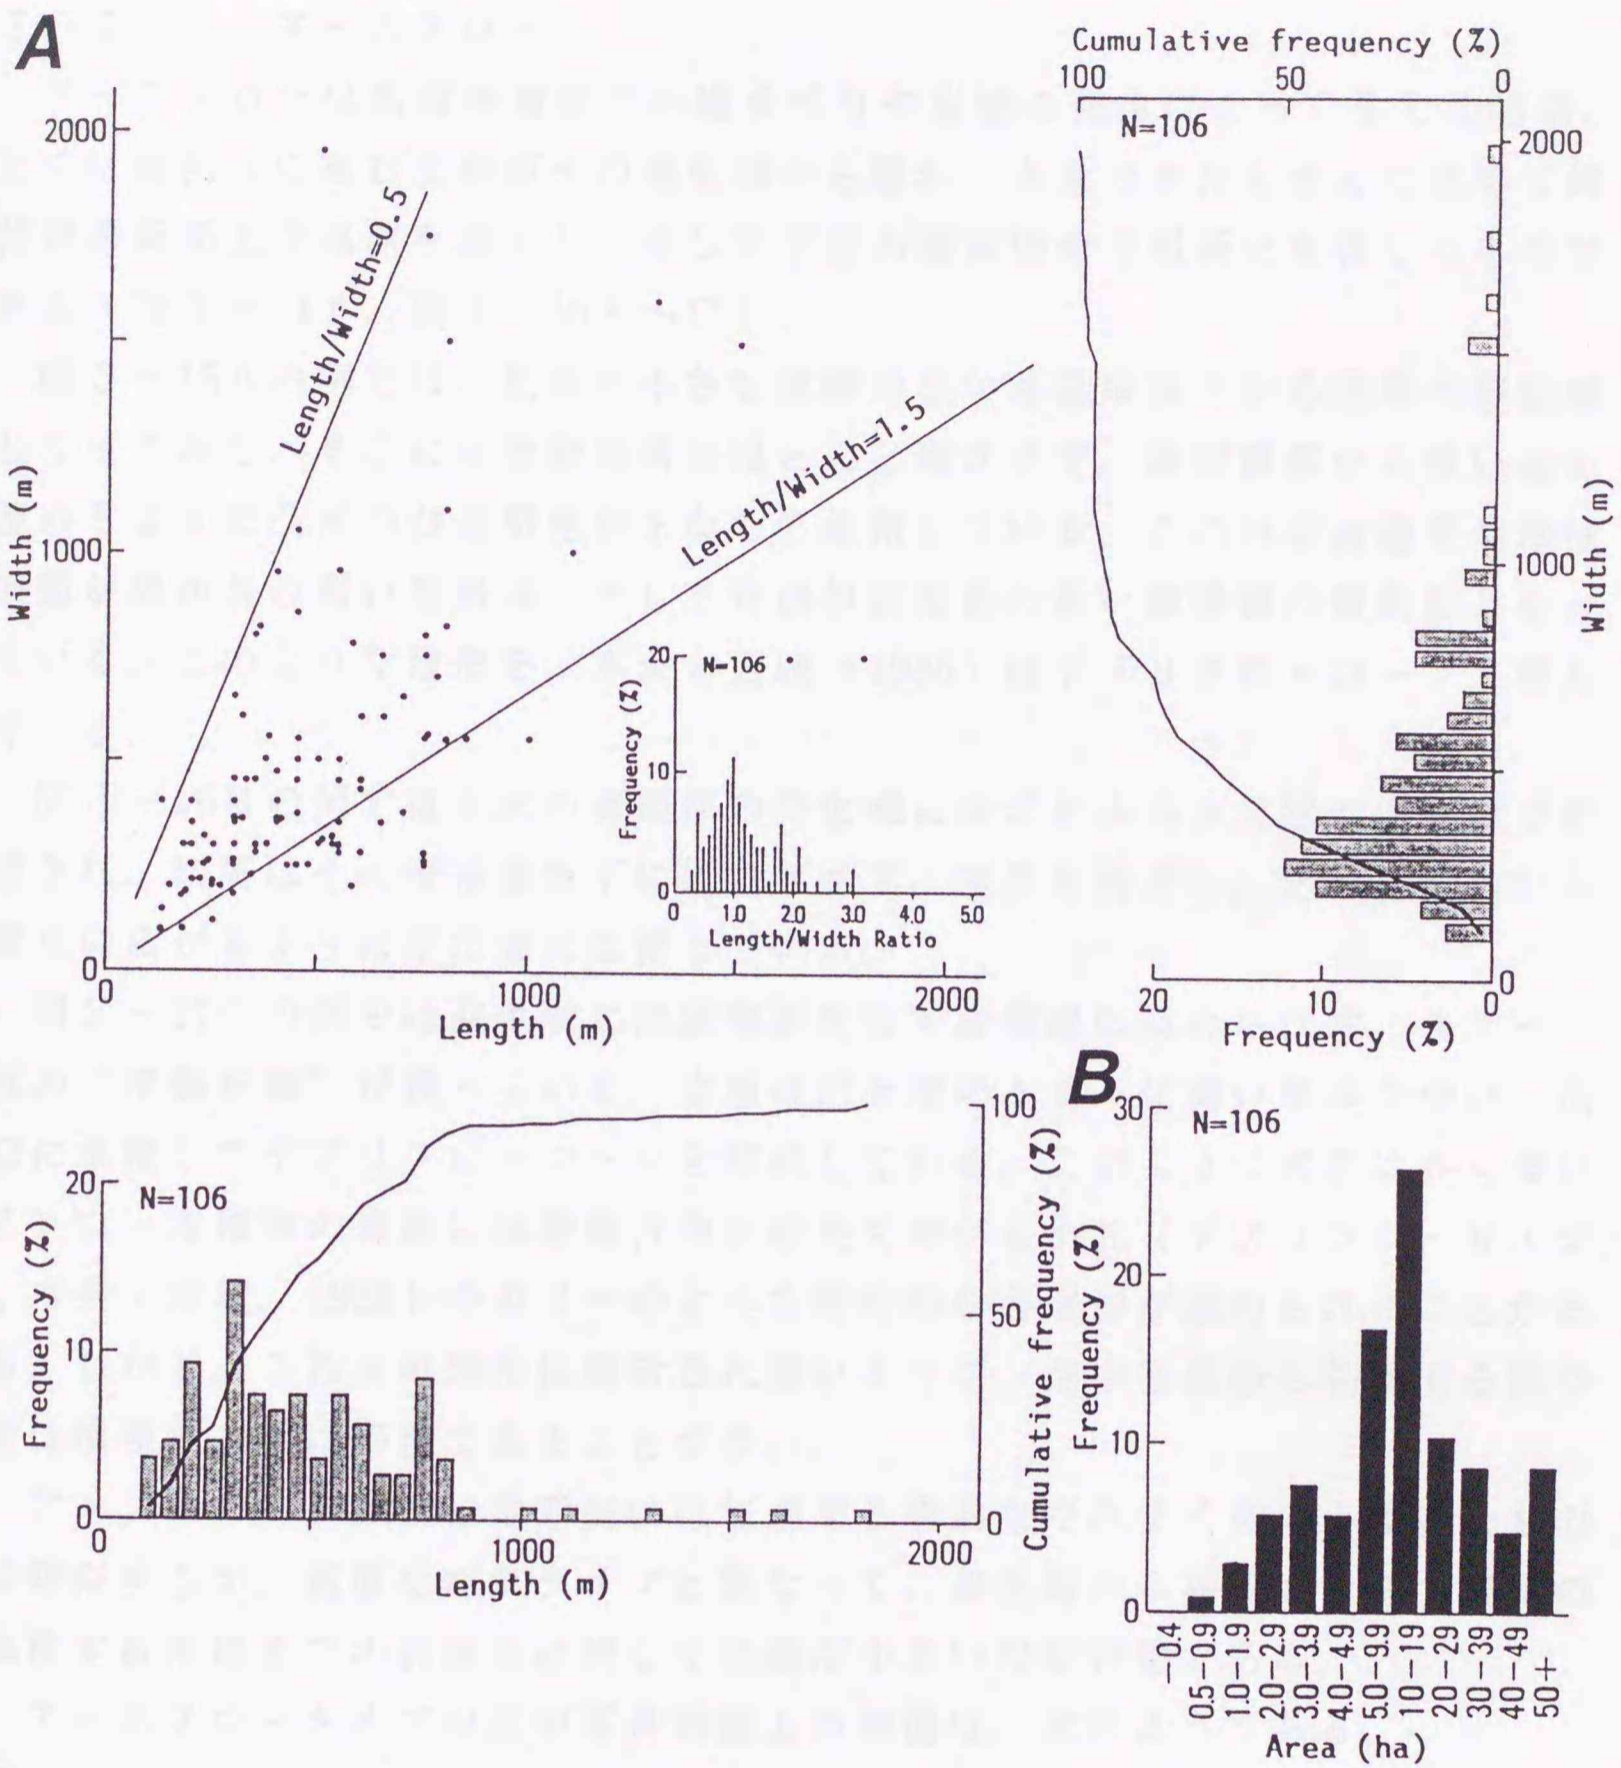 A
2000
1000
0
Width (m)
0
1000
2000
Length (m)
Length/Width=0.5
Length/Width=1.5
N=106
20
10
0
Frequency (%)
0
1.0
2.0
3.0
4.0
5.0
Length/Width Ratio
Cumulative frequency (%)
100
50
0
N=106
2000
1000
0
Width (m)
20
10
0
Frequency (%)
N=106
20
10
0
Frequency (%)
0
1000
2000
Length (m)
100
50
0
Cumulative frequency (%)
B
N=106
30
20
10
0
Frequency (%)
—0.4
0.5—0.9
1.0—1.9
2.0—2.9
3.0—3.9
4.0—4.9
5.0—9.9
10—19
20—29
30—39
40—49
50+
Area (ha)